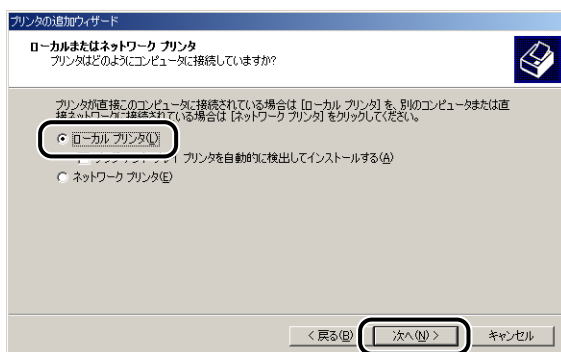 プリンタの追加ウィザード
ローカルまたはネットワーク プリンタ
プリンタはどのようにコンピュータに接続していますか?
プリンタが直接このコンピュータに接続されている場合は [ローカル プリンタ] を、別のコンピュータまたは直
接ネットワークに接続されている場合は [ネットワーク プリンタ] をクリックしてください。
ローカル プリンタ(L)
プリンタを自動的に検出してインストールする(A)
ネットワーク プリンタ(E)
< 戻る(B)
次へ(N) >
キャンセル